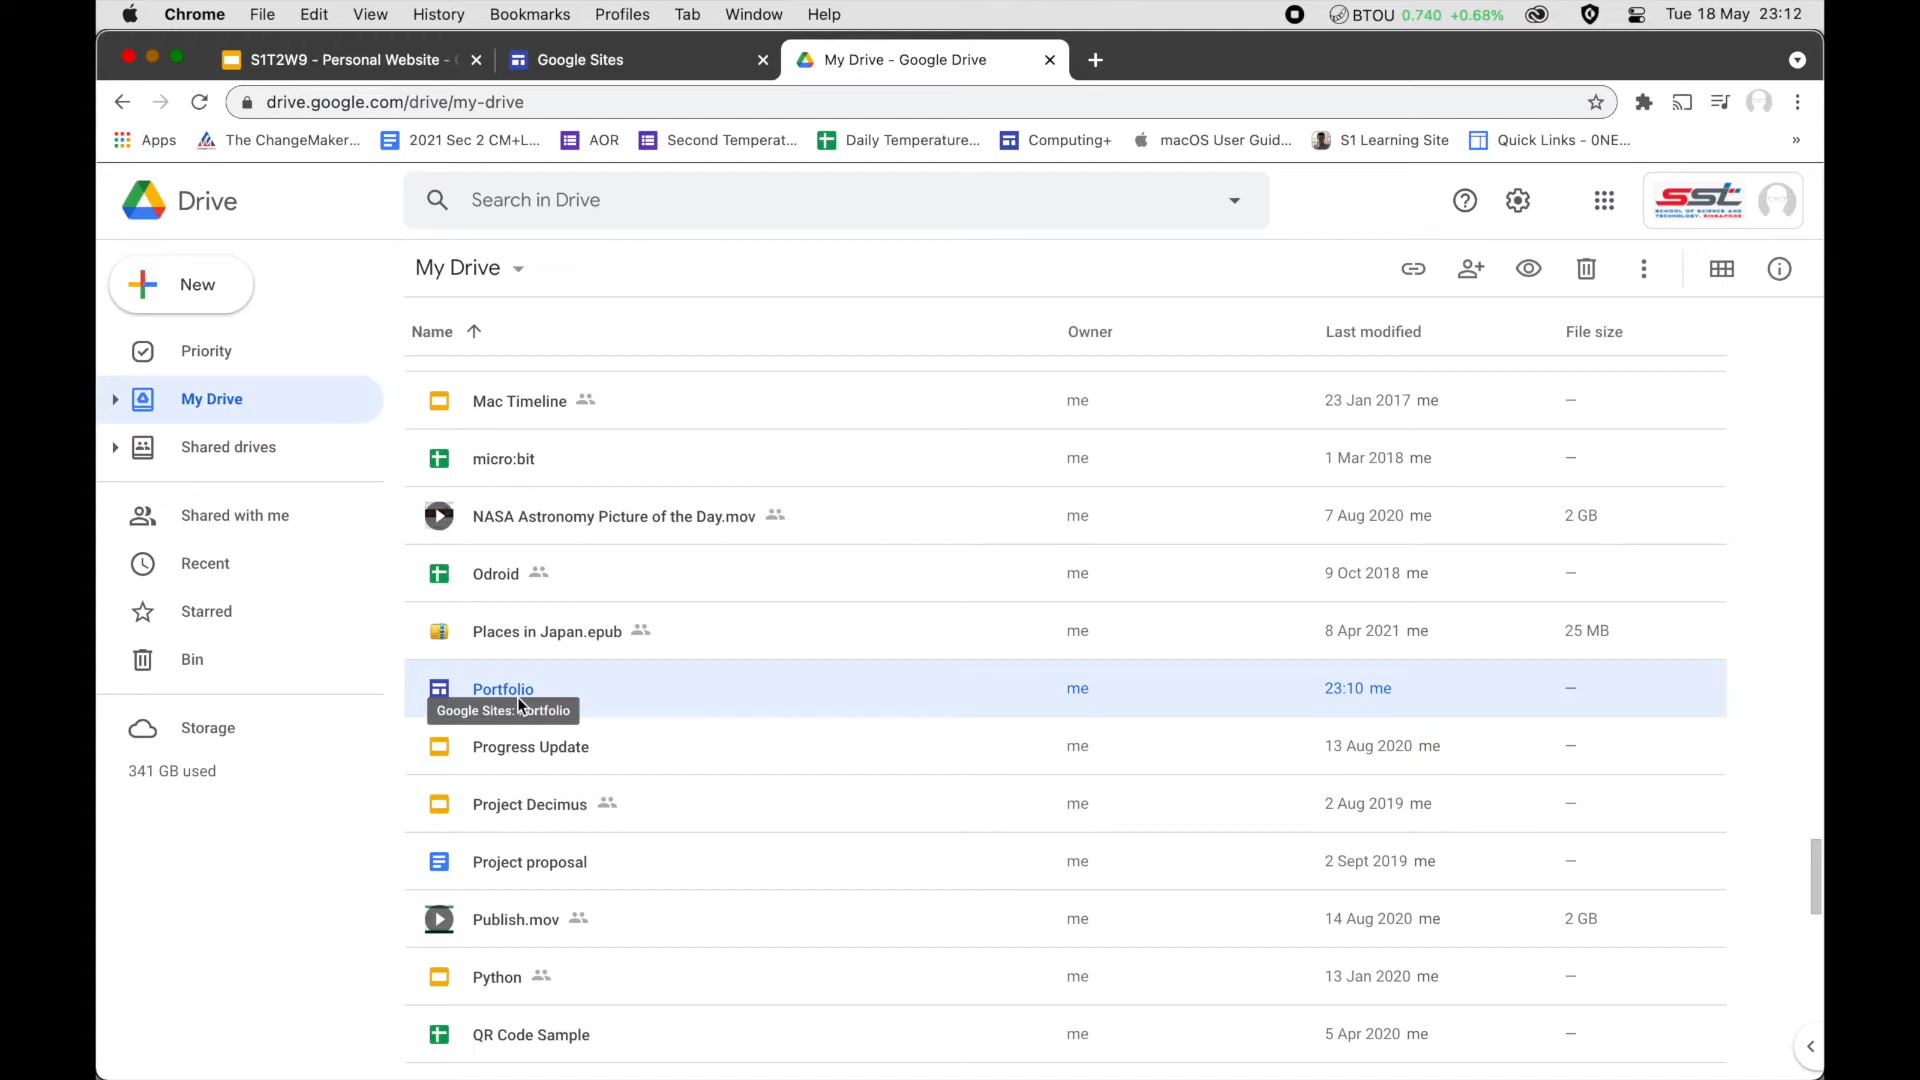 Chrome File Edit View History Bookmarks Profiles Tab Window Help BTOU 0.740 +0.68% Tue 18 May 23:12
S1T2W9 - Personal Website - Google Sites My Drive - Google Drive
drive.google.com/drive/my-drive
Apps The ChangeMaker... 2021 Sec 2 CM+L... AOR Second Temperat... Daily Temperature... Computing+ macOS User Guid... S1 Learning Site Quick Links - 0NE... »
Drive Search in Drive sst
SCHOOL OF SCIENCE AND
TECHNOLOGY, SINGAPORE
New
My Drive
Name Owner Last modified File size
Priority
My Drive
Shared drives
Shared with me
Recent
Starred
Bin
Storage
341 GB used
Mac Timeline me 23 Jan 2017 me —
micro:bit me 1 Mar 2018 me —
NASA Astronomy Picture of the Day.mov me 7 Aug 2020 me 2 GB
Odroid me 9 Oct 2018 me —
Places in Japan.epub me 8 Apr 2021 me 25 MB
Portfolio me 23:10 me —
Google Sites: Portfolio
Progress Update me 13 Aug 2020 me —
Project Decimus me 2 Aug 2019 me —
Project proposal me 2 Sept 2019 me —
Publish.mov me 14 Aug 2020 me 2 GB
Python me 13 Jan 2020 me —
QR Code Sample me 5 Apr 2020 me —